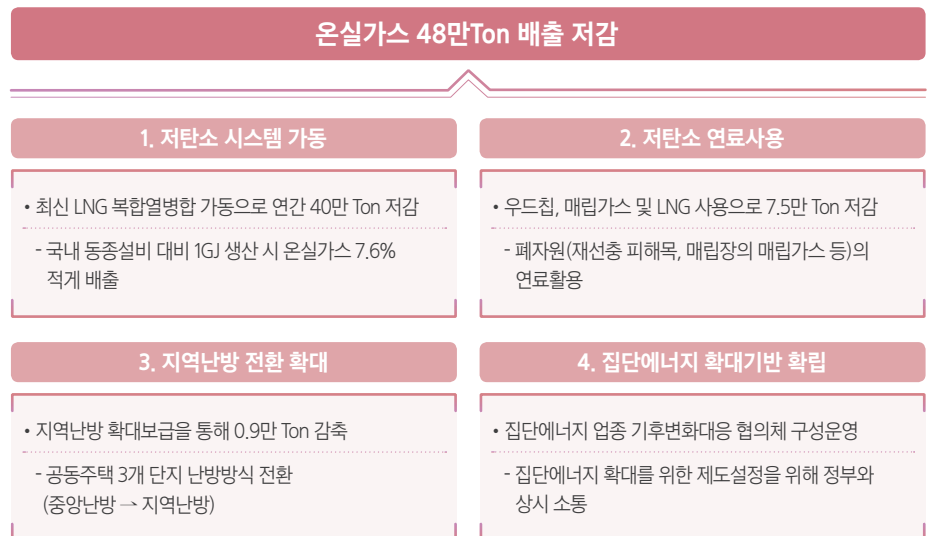 온실가스 48만Ton 배출 저감
1. 저탄소 시스템 가동
• 최신 LNG 복합열병합 가동으로 연간 40만 Ton 저감
- 국내 동종설비 대비 1GJ 생산 시 온실가스 7.6%
적게 배출
2. 저탄소 연료사용
• 우드칩, 매립가스 및 LNG 사용으로 7.5만 Ton 저감
- 폐자원(재선충 피해목, 매립장의 매립가스 등)의
연료활용
3. 지역난방 전환 확대
• 지역난방 확대보급을 통해 0.9만 Ton 감축
- 공동주택 3개 단지 난방방식 전환
(중앙난방 → 지역난방)
4. 집단에너지 확대기반 확립
• 집단에너지 업종 기후변화대응 협의체 구성운영
- 집단에너지 확대를 위한 제도설정을 위해 정부와
상시 소통